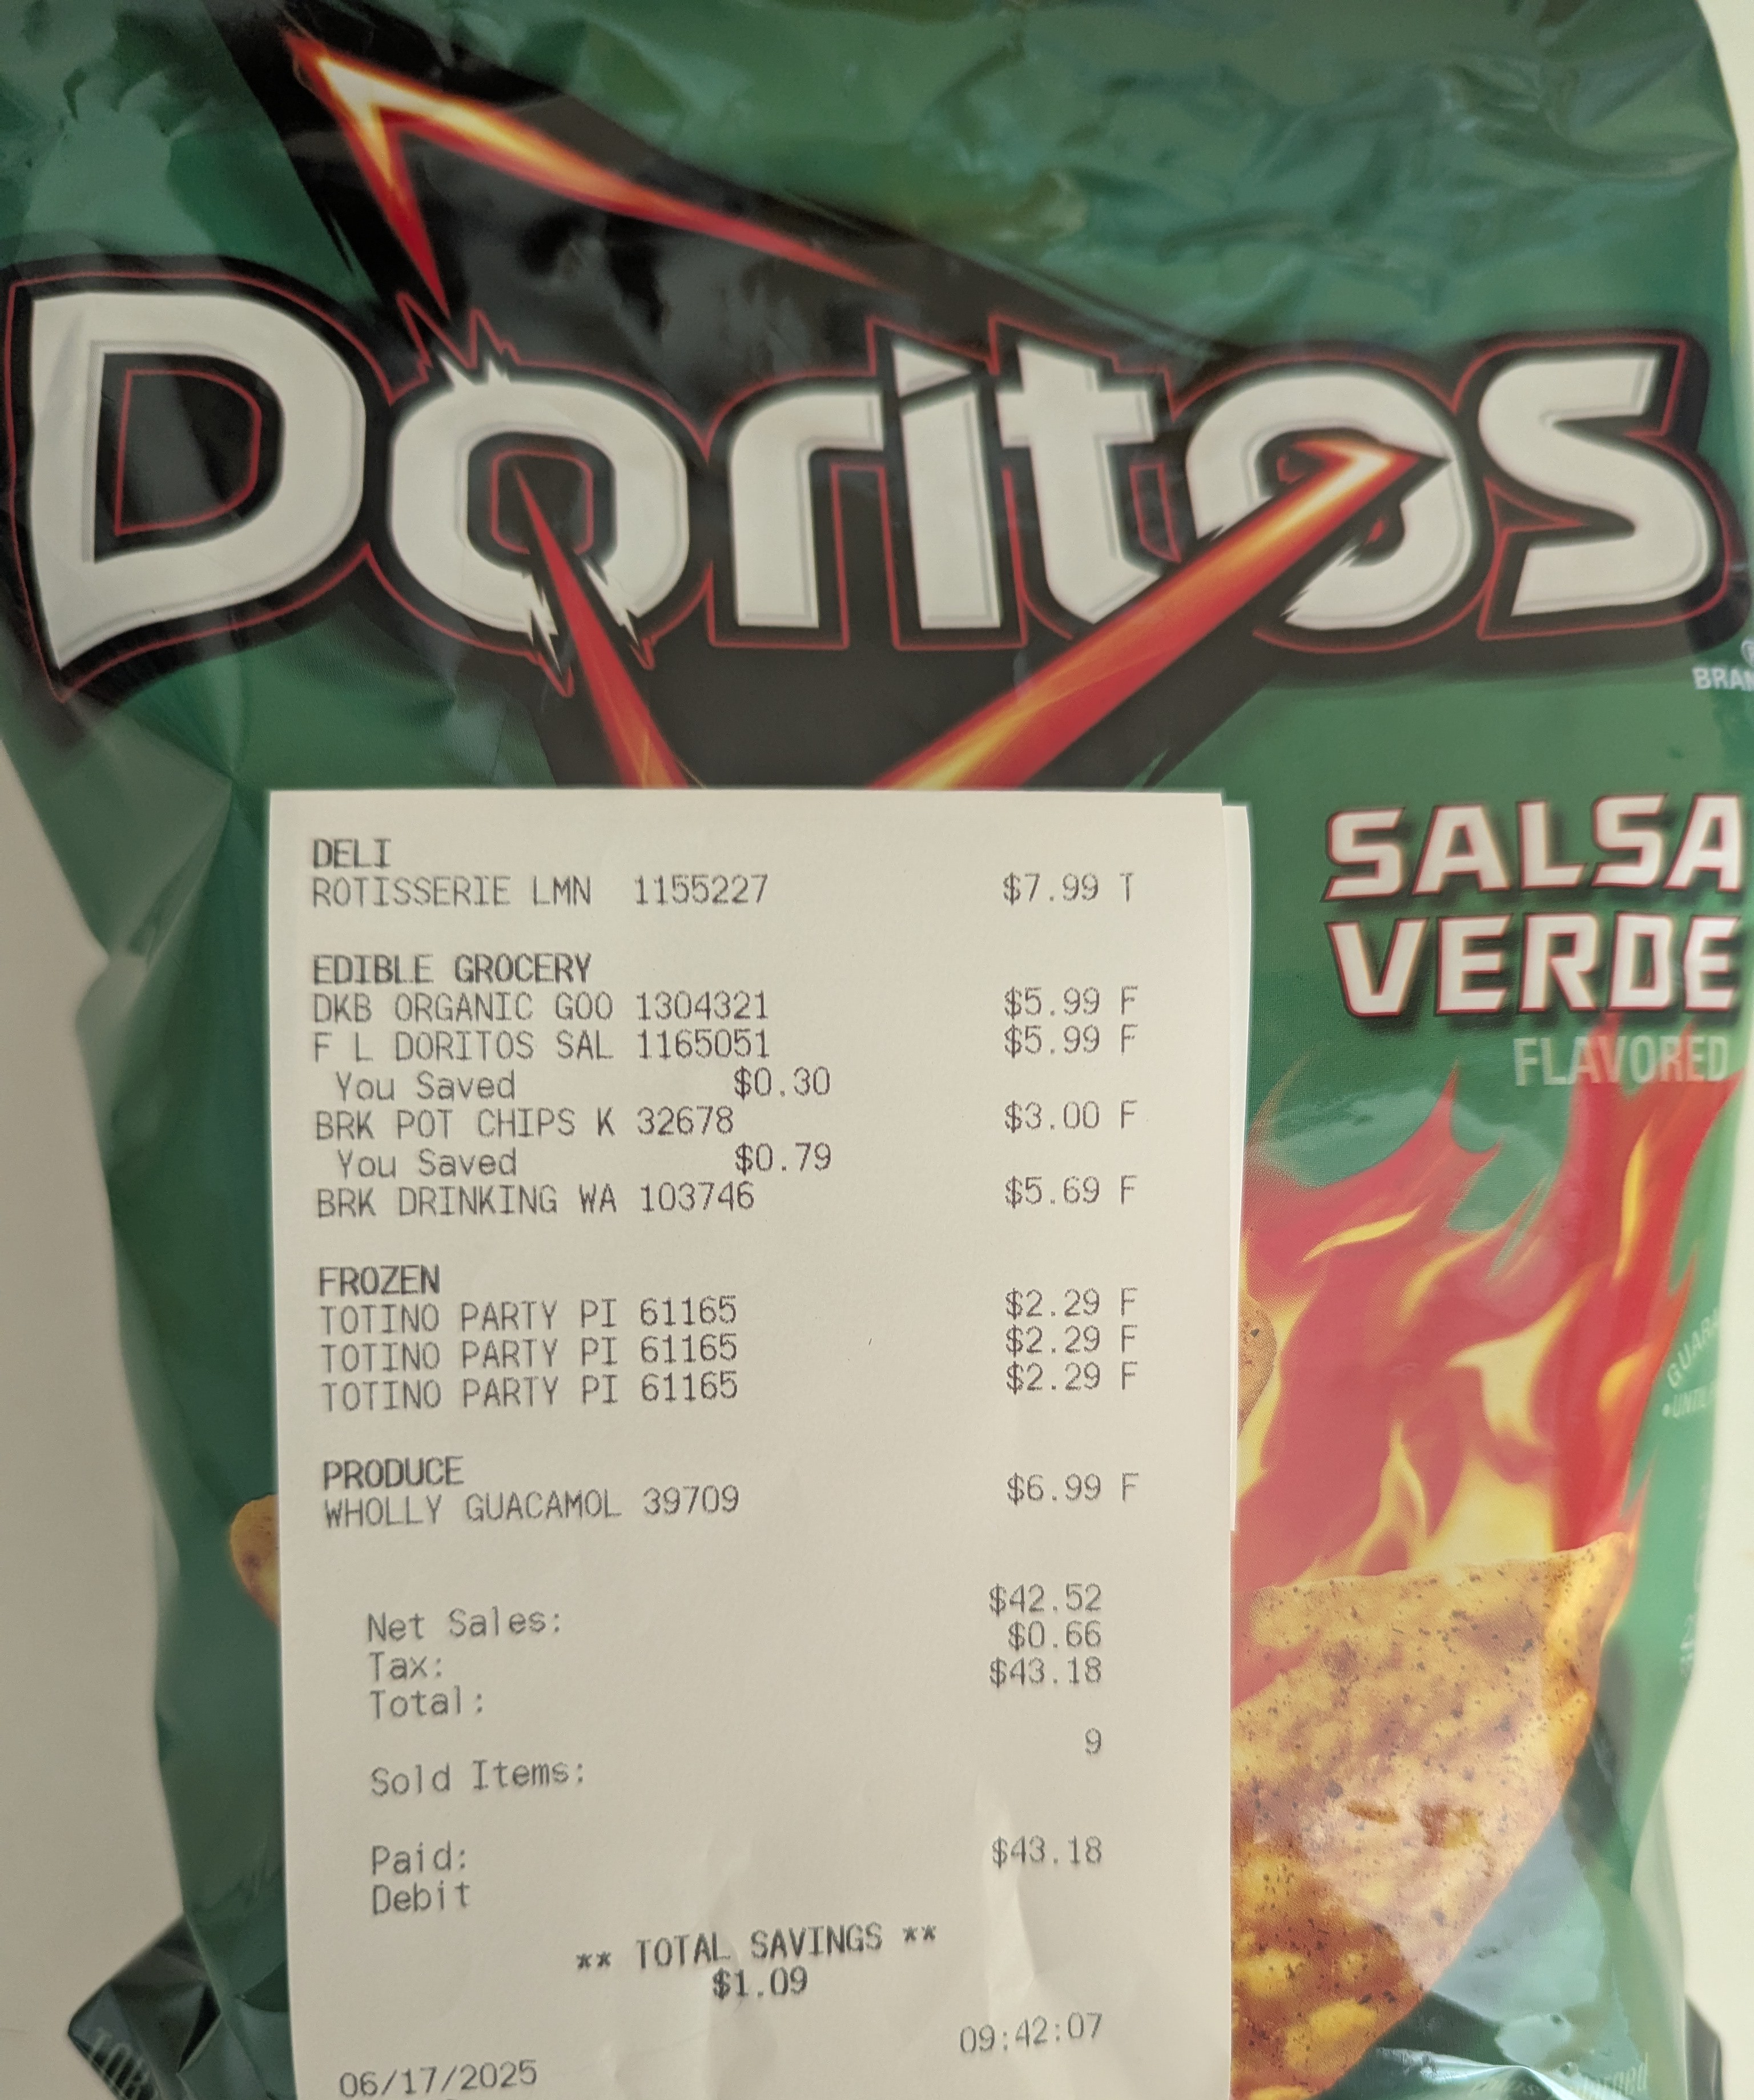 Doritos
BRAN
SALSA
VERDE
FLAVORED
DELI
ROTISSERIE LMN 1155227 $7.99 T
EDIBLE GROCERY
DKB ORGANIC GOO 1304321 $5.99 F
F L DORITOS SAL 1165051 $5.99 F
You Saved $0.30
BRK POT CHIPS K 32678 $3.00 F
You Saved $0.79
BRK DRINKING WA 103746 $5.69 F
FROZEN
TOTINO PARTY PI 61165 $2.29 F
TOTINO PARTY PI 61165 $2.29 F
TOTINO PARTY PI 61165 $2.29 F
PRODUCE
WHOLLY GUACAMOL 39709 $6.99 F
Net Sales: $42.52
Tax: $0.66
Total: $43.18
Sold Items: 9
Paid: $43.18
Debit
** TOTAL SAVINGS **
$1.09
09:42:07
06/17/2025
GUARA